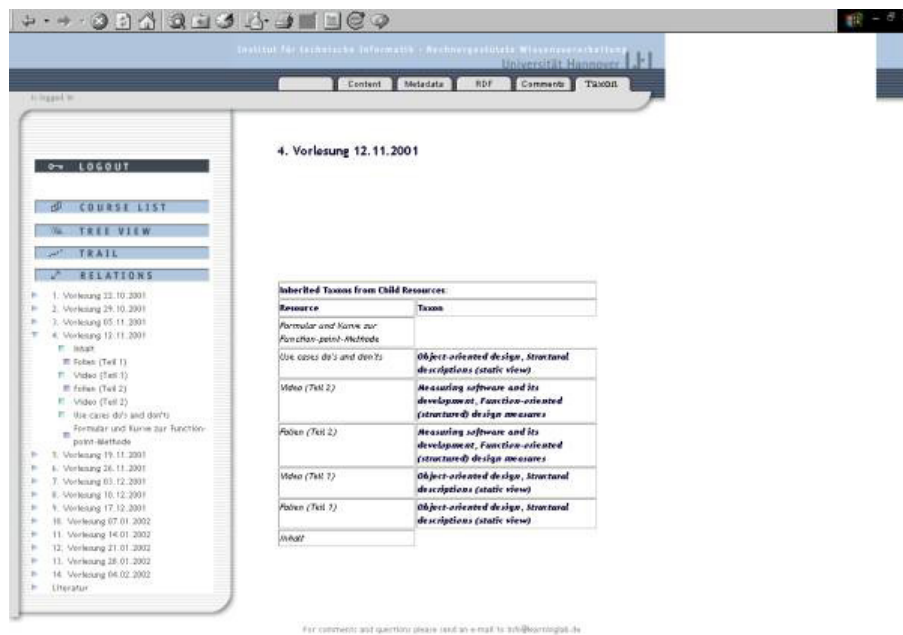 Institut für technische Informatik - Rechnergestützte Wissensverarbeitung
Universität Hannover
Content Metadata RDF Comments Taxon
4. Vorlesung 12.11.2001
LOGOUT
COURSE LIST
TREE VIEW
TRAIL
RELATIONS
1. Vorlesung 22.10.2001
2. Vorlesung 29.10.2001
3. Vorlesung 05.11.2001
4. Vorlesung 12.11.2001
Inhalt
Folien (Teil 1)
Video (Teil 1)
Folien (Teil 2)
Video (Teil 2)
Use cases do's and don'ts
Formular und Kurve zur Function-
point-Methode
5. Vorlesung 19.11.2001
6. Vorlesung 26.11.2001
7. Vorlesung 03.12.2001
8. Vorlesung 10.12.2001
9. Vorlesung 17.12.2001
10. Vorlesung 07.01.2002
11. Vorlesung 14.01.2002
12. Vorlesung 21.01.2002
13. Vorlesung 28.01.2002
14. Vorlesung 04.02.2002
Literatur
Inherited Taxons from Child Resources:
Resource Taxon
Formular und Kurve zur
Function-point-Methode
Use cases do's and don'ts Object-oriented design, Structural
descriptions (static view)
Video (Teil 2) Measuring software and its
development, Function-oriented
(structured) design measures
Folien (Teil 2) Measuring software and its
development, Function-oriented
(structured) design measures
Video (Teil 1) Object-oriented design, Structural
descriptions (static view)
Folien (Teil 1) Object-oriented design, Structural
descriptions (static view)
Inhalt
For comments and questions please send an e-mail to info@learninglab.de